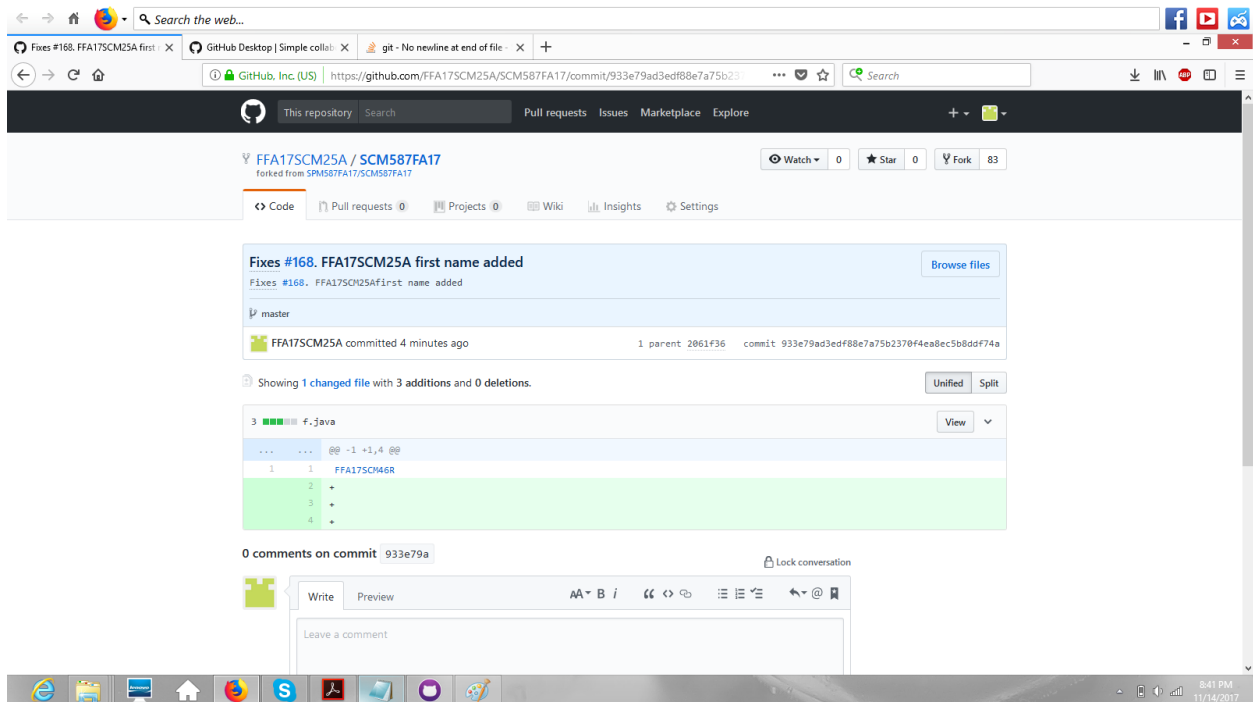 Search the web...
Fixes #168. FFA17SCM25A first
GitHub Desktop | Simple collab
git - No newline at end of file -
GitHub, Inc. (US) https://github.com/FFA17SCM25A/SCM587FA17/commit/933e79ad3edf88e7a75b23
Search
ABP
This repository Search Pull requests Issues Marketplace Explore
FFA17SCM25A / SCM587FA17
Watch 0 Star 0 Fork 83
forked from SPM587FA17/SCM587FA17
Code Pull requests 0 Projects 0 Wiki Insights Settings
Fixes #168. FFA17SCM25A first name added
Browse files
Fixes #168. FFA17SCM25Afirst name added
master
FFA17SCM25A committed 4 minutes ago 1 parent 2061f36 commit 933e79ad3edf88e7a75b2370f4ea8ec5b8ddf74a
Showing 1 changed file with 3 additions and 0 deletions. Unified Split
3 f.java View
... ... @@ -1 +1,4 @@
1 1 FFA17SCM46R
2 +
3 +
4 +
0 comments on commit 933e79a
Lock conversation
Write Preview AA B i
Leave a comment
8:41 PM
11/14/2017